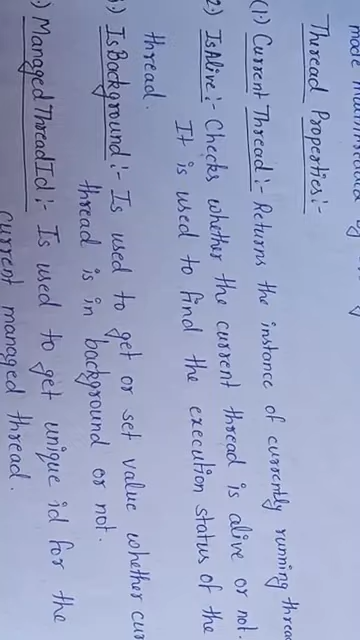 Thread Properties:-
(1.) CurrentThread:- Returns the instance of currently running
2.) IsAlive:- Checks whether the current thread is alive or not.
It is used to find the execution status of the
thread.
) IsBackground:- Is used to get or set value whether
thread is in background or not.
.) ManagedThreadId:- Is used to get unique id for the
current managed thread.